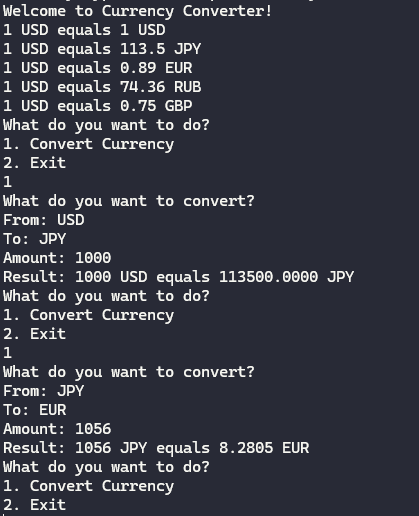 Welcome to Currency Converter!
1 USD equals 1 USD
1 USD equals 113.5 JPY
1 USD equals 0.89 EUR
1 USD equals 74.36 RUB
1 USD equals 0.75 GBP
What do you want to do?
1. Convert Currency
2. Exit
1
What do you want to convert?
From: USD
To: JPY
Amount: 1000
Result: 1000 USD equals 113500.0000 JPY
What do you want to do?
1. Convert Currency
2. Exit
1
What do you want to convert?
From: JPY
To: EUR
Amount: 1056
Result: 1056 JPY equals 8.2805 EUR
What do you want to do?
1. Convert Currency
2. Exit